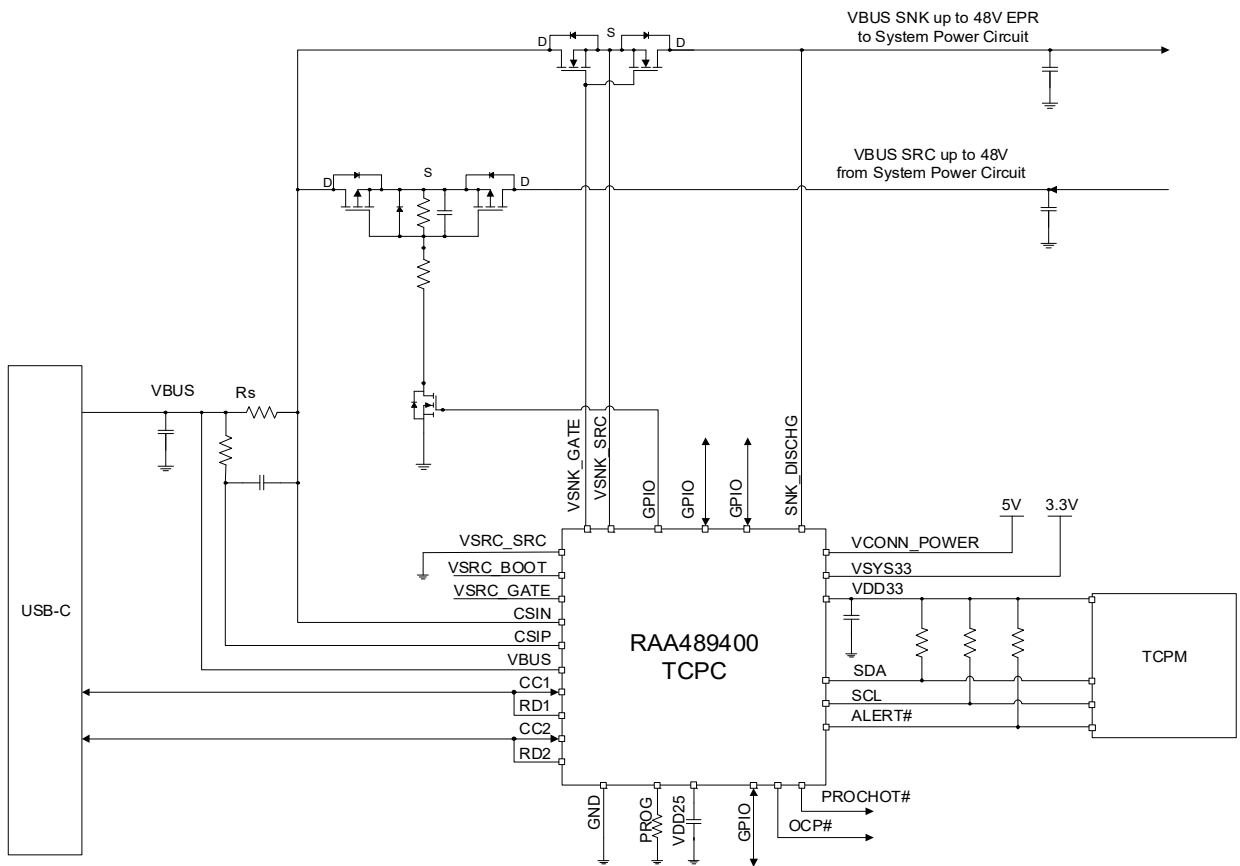 VBUS SNK up to 48V EPR
to System Power Circuit
D
S
D
VBUS SRC up to 48V
from System Power Circuit
D
S
D
VBUS
Rs
VSNK_GATE
VSNK_SRC
GPIO
GPIO
GPIO
SNK_DISCHG
5V
3.3V
VSRC_SRC
VSRC_BOOT
VSRC_GATE
CSIN
CSIP
VBUS
CC1
RD1
CC2
RD2
USB-C
RAA489400
TCPC
VCONN_POWER
VSYS33
VDD33
SDA
SCL
ALERT#
TCPM
GND
PROG
VDD25
GPIO
PROCHOT#
OCP#